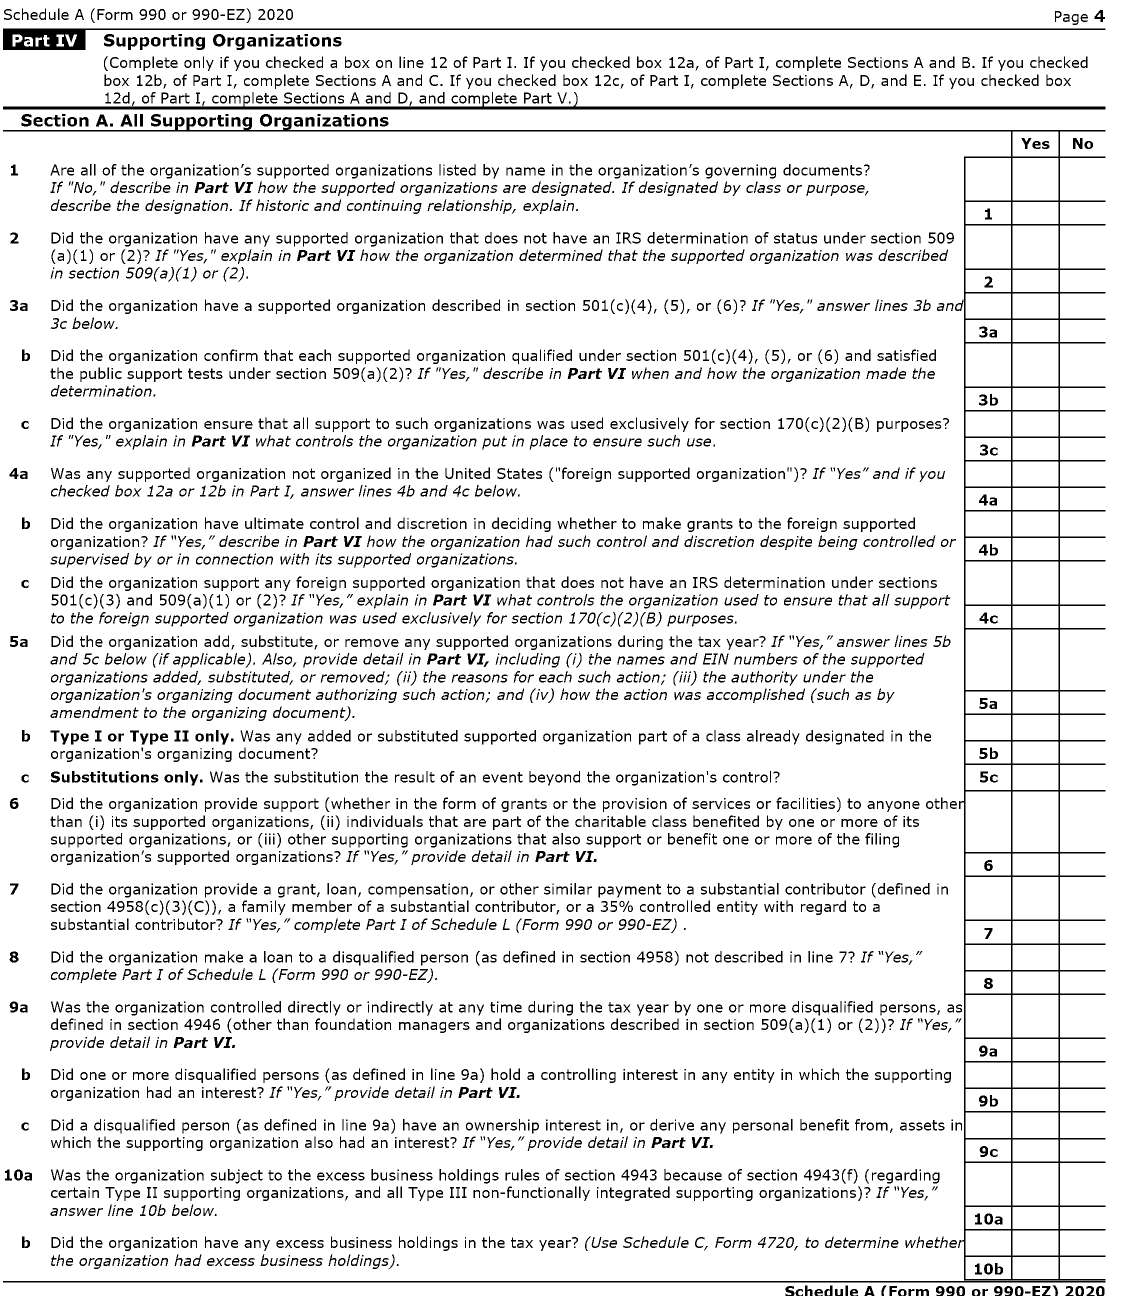 Schedule A (Form 990 or 990-EZ) 2020
Page 4
Part IV Supporting Organizations
(Complete only if you checked a box on line 12 of Part I. If you checked box 12a, of Part I, complete Sections A and B. If you checked
box 12b, of Part I, complete Sections A and C. If you checked box 12c, of Part I, complete Sections A, D, and E. If you checked box
12d, of Part I, complete Sections A and D, and complete Part V.)
Section A. All Supporting Organizations
Yes No
1 Are all of the organization’s supported organizations listed by name in the organization’s governing documents?
If "No," describe in Part VI how the supported organizations are designated. If designated by class or purpose,
describe the designation. If historic and continuing relationship, explain.
1
2 Did the organization have any supported organization that does not have an IRS determination of status under section 509
(a)(1) or (2)? If "Yes," explain in Part VI how the organization determined that the supported organization was described
in section 509(a)(1) or (2).
2
3a Did the organization have a supported organization described in section 501(c)(4), (5), or (6)? If "Yes," answer lines 3b and
3c below.
3a
b Did the organization confirm that each supported organization qualified under section 501(c)(4), (5), or (6) and satisfied
the public support tests under section 509(a)(2)? If "Yes," describe in Part VI when and how the organization made the
determination.
3b
c Did the organization ensure that all support to such organizations was used exclusively for section 170(c)(2)(B) purposes?
If "Yes," explain in Part VI what controls the organization put in place to ensure such use.
3c
4a Was any supported organization not organized in the United States ("foreign supported organization")? If “Yes” and if you
checked box 12a or 12b in Part I, answer lines 4b and 4c below.
4a
b Did the organization have ultimate control and discretion in deciding whether to make grants to the foreign supported
organization? If “Yes,” describe in Part VI how the organization had such control and discretion despite being controlled or
supervised by or in connection with its supported organizations.
4b
c Did the organization support any foreign supported organization that does not have an IRS determination under sections
501(c)(3) and 509(a)(1) or (2)? If “Yes,” explain in Part VI what controls the organization used to ensure that all support
to the foreign supported organization was used exclusively for section 170(c)(2)(B) purposes.
4c
5a Did the organization add, substitute, or remove any supported organizations during the tax year? If “Yes,” answer lines 5b
and 5c below (if applicable). Also, provide detail in Part VI, including (i) the names and EIN numbers of the supported
organizations added, substituted, or removed; (ii) the reasons for each such action; (iii) the authority under the
organization's organizing document authorizing such action; and (iv) how the action was accomplished (such as by
amendment to the organizing document).
5a
b Type I or Type II only. Was any added or substituted supported organization part of a class already designated in the
organization's organizing document?
5b
c Substitutions only. Was the substitution the result of an event beyond the organization's control?
5c
6 Did the organization provide support (whether in the form of grants or the provision of services or facilities) to anyone other
than (i) its supported organizations, (ii) individuals that are part of the charitable class benefited by one or more of its
supported organizations, or (iii) other supporting organizations that also support or benefit one or more of the filing
organization’s supported organizations? If “Yes,” provide detail in Part VI.
6
7 Did the organization provide a grant, loan, compensation, or other similar payment to a substantial contributor (defined in
section 4958(c)(3)(C)), a family member of a substantial contributor, or a 35% controlled entity with regard to a
substantial contributor? If “Yes,” complete Part I of Schedule L (Form 990 or 990-EZ) .
7
8 Did the organization make a loan to a disqualified person (as defined in section 4958) not described in line 7? If “Yes,”
complete Part I of Schedule L (Form 990 or 990-EZ).
8
9a Was the organization controlled directly or indirectly at any time during the tax year by one or more disqualified persons, as
defined in section 4946 (other than foundation managers and organizations described in section 509(a)(1) or (2))? If “Yes,”
provide detail in Part VI.
9a
b Did one or more disqualified persons (as defined in line 9a) hold a controlling interest in any entity in which the supporting
organization had an interest? If “Yes,” provide detail in Part VI.
9b
c Did a disqualified person (as defined in line 9a) have an ownership interest in, or derive any personal benefit from, assets in
which the supporting organization also had an interest? If “Yes,” provide detail in Part VI.
9c
10a Was the organization subject to the excess business holdings rules of section 4943 because of section 4943(f) (regarding
certain Type II supporting organizations, and all Type III non-functionally integrated supporting organizations)? If “Yes,”
answer line 10b below.
10a
b Did the organization have any excess business holdings in the tax year? (Use Schedule C, Form 4720, to determine whether
the organization had excess business holdings).
10b
Schedule A (Form 990 or 990-EZ) 2020